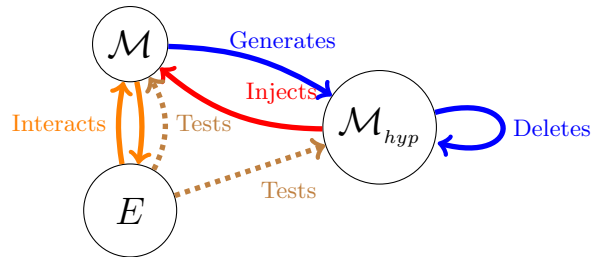 ℳ
Generates
Injects
Interacts
Tests
ℳ_hyp
Deletes
E
Tests